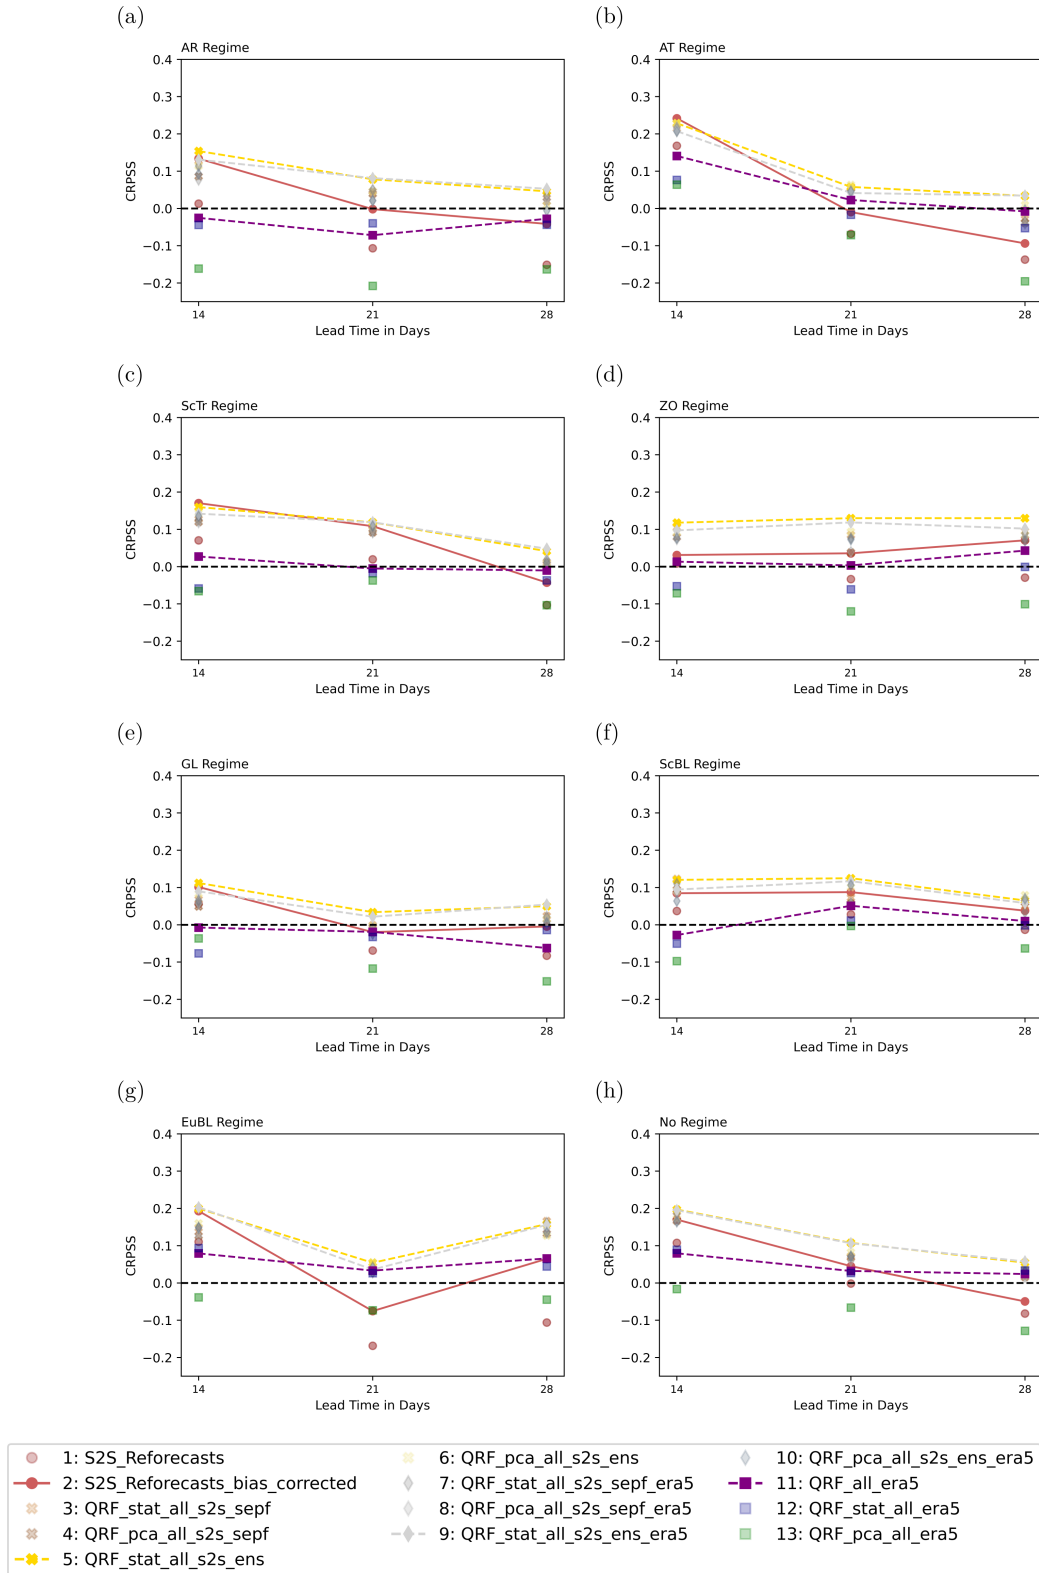 (a)
AR Regime
0.4
0.3
0.2
0.1
0.0
−0.1
−0.2
CRPSS
14
21
28
Lead Time in Days
(b)
AT Regime
0.4
0.3
0.2
0.1
0.0
−0.1
−0.2
CRPSS
14
21
28
Lead Time in Days
(c)
ScTr Regime
0.4
0.3
0.2
0.1
0.0
−0.1
−0.2
CRPSS
14
21
28
Lead Time in Days
(d)
ZO Regime
0.4
0.3
0.2
0.1
0.0
−0.1
−0.2
CRPSS
14
21
28
Lead Time in Days
(e)
GL Regime
0.4
0.3
0.2
0.1
0.0
−0.1
−0.2
CRPSS
14
21
28
Lead Time in Days
(f)
ScBL Regime
0.4
0.3
0.2
0.1
0.0
−0.1
−0.2
CRPSS
14
21
28
Lead Time in Days
(g)
EuBL Regime
0.4
0.3
0.2
0.1
0.0
−0.1
−0.2
CRPSS
14
21
28
Lead Time in Days
(h)
No Regime
0.4
0.3
0.2
0.1
0.0
−0.1
−0.2
CRPSS
14
21
28
Lead Time in Days
1: S2S_Reforecasts
2: S2S_Reforecasts_bias_corrected
3: QRF_stat_all_s2s_sepf
4: QRF_pca_all_s2s_sepf
5: QRF_stat_all_s2s_ens
6: QRF_pca_all_s2s_ens
7: QRF_stat_all_s2s_sepf_era5
8: QRF_pca_all_s2s_sepf_era5
9: QRF_stat_all_s2s_ens_era5
10: QRF_pca_all_s2s_ens_era5
11: QRF_all_era5
12: QRF_stat_all_era5
13: QRF_pca_all_era5